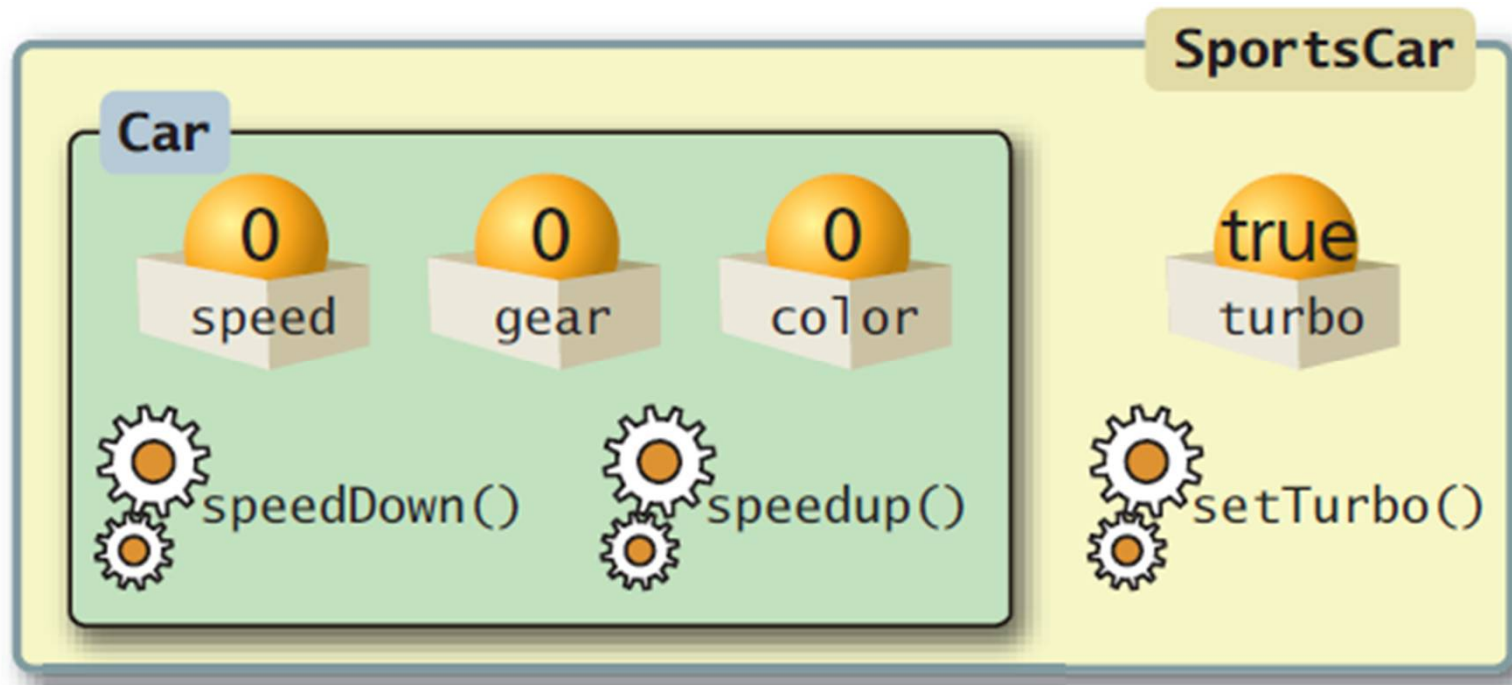 SportsCar
Car
0 0 0 true
speed gear color turbo
speedDown() speedup() setTurbo()